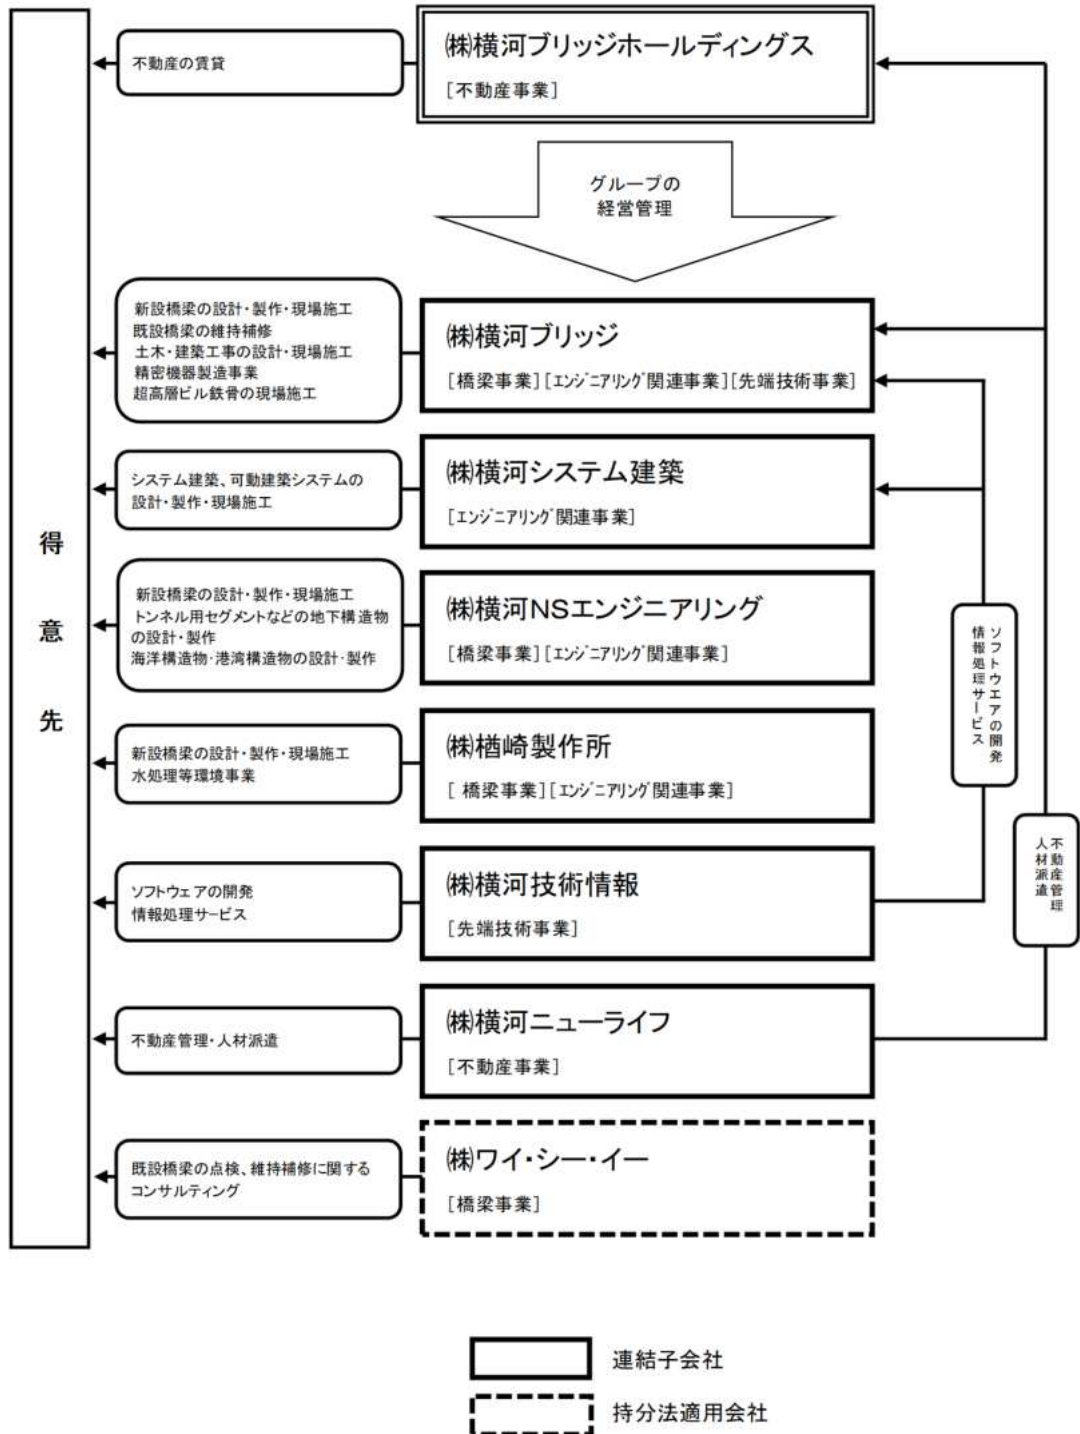 不動産の賃貸
㈱横河ブリッジホールディングス
[不動産事業]
グループの
経営管理
新設橋梁の設計・製作・現場施工
既設橋梁の維持補修
土木・建築工事の設計・現場施工
精密機器製造事業
超高層ビル鉄骨の現場施工
㈱横河ブリッジ
[橋梁事業][ｴﾝｼﾞﾆｱﾘﾝｸﾞ関連事業][先端技術事業]
システム建築、可動建築システムの
設計・製作・現場施工
㈱横河システム建築
[ｴﾝｼﾞﾆｱﾘﾝｸﾞ関連事業]
新設橋梁の設計・製作・現場施工
トンネル用セグメントなどの地下構造物
の設計・製作
海洋構造物・港湾構造物の設計・製作
㈱横河NSエンジニアリング
[橋梁事業][ｴﾝｼﾞﾆｱﾘﾝｸﾞ関連事業]
新設橋梁の設計・製作・現場施工
水処理等環境事業
㈱楢崎製作所
[ 橋梁事業][ｴﾝｼﾞﾆｱﾘﾝｸﾞ関連事業]
ソフトウェアの開発
情報処理サービス
㈱横河技術情報
[先端技術事業]
不動産管理・人材派遣
㈱横河ニューライフ
[不動産事業]
既設橋梁の点検、維持補修に関する
コンサルティング
㈱ワイ・シー・イー
[橋梁事業]
得意先
ソフトウエアの開発
情報処理サービス
不動産管理
人材派遣
連結子会社
持分法適用会社